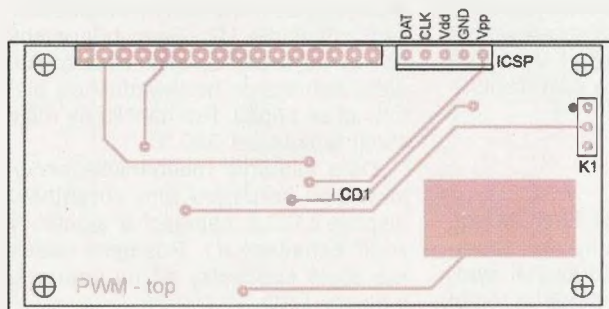 DAT
CLK
Vdd
GND
Vpp
ICSP
K1
LCD1
PWM - top